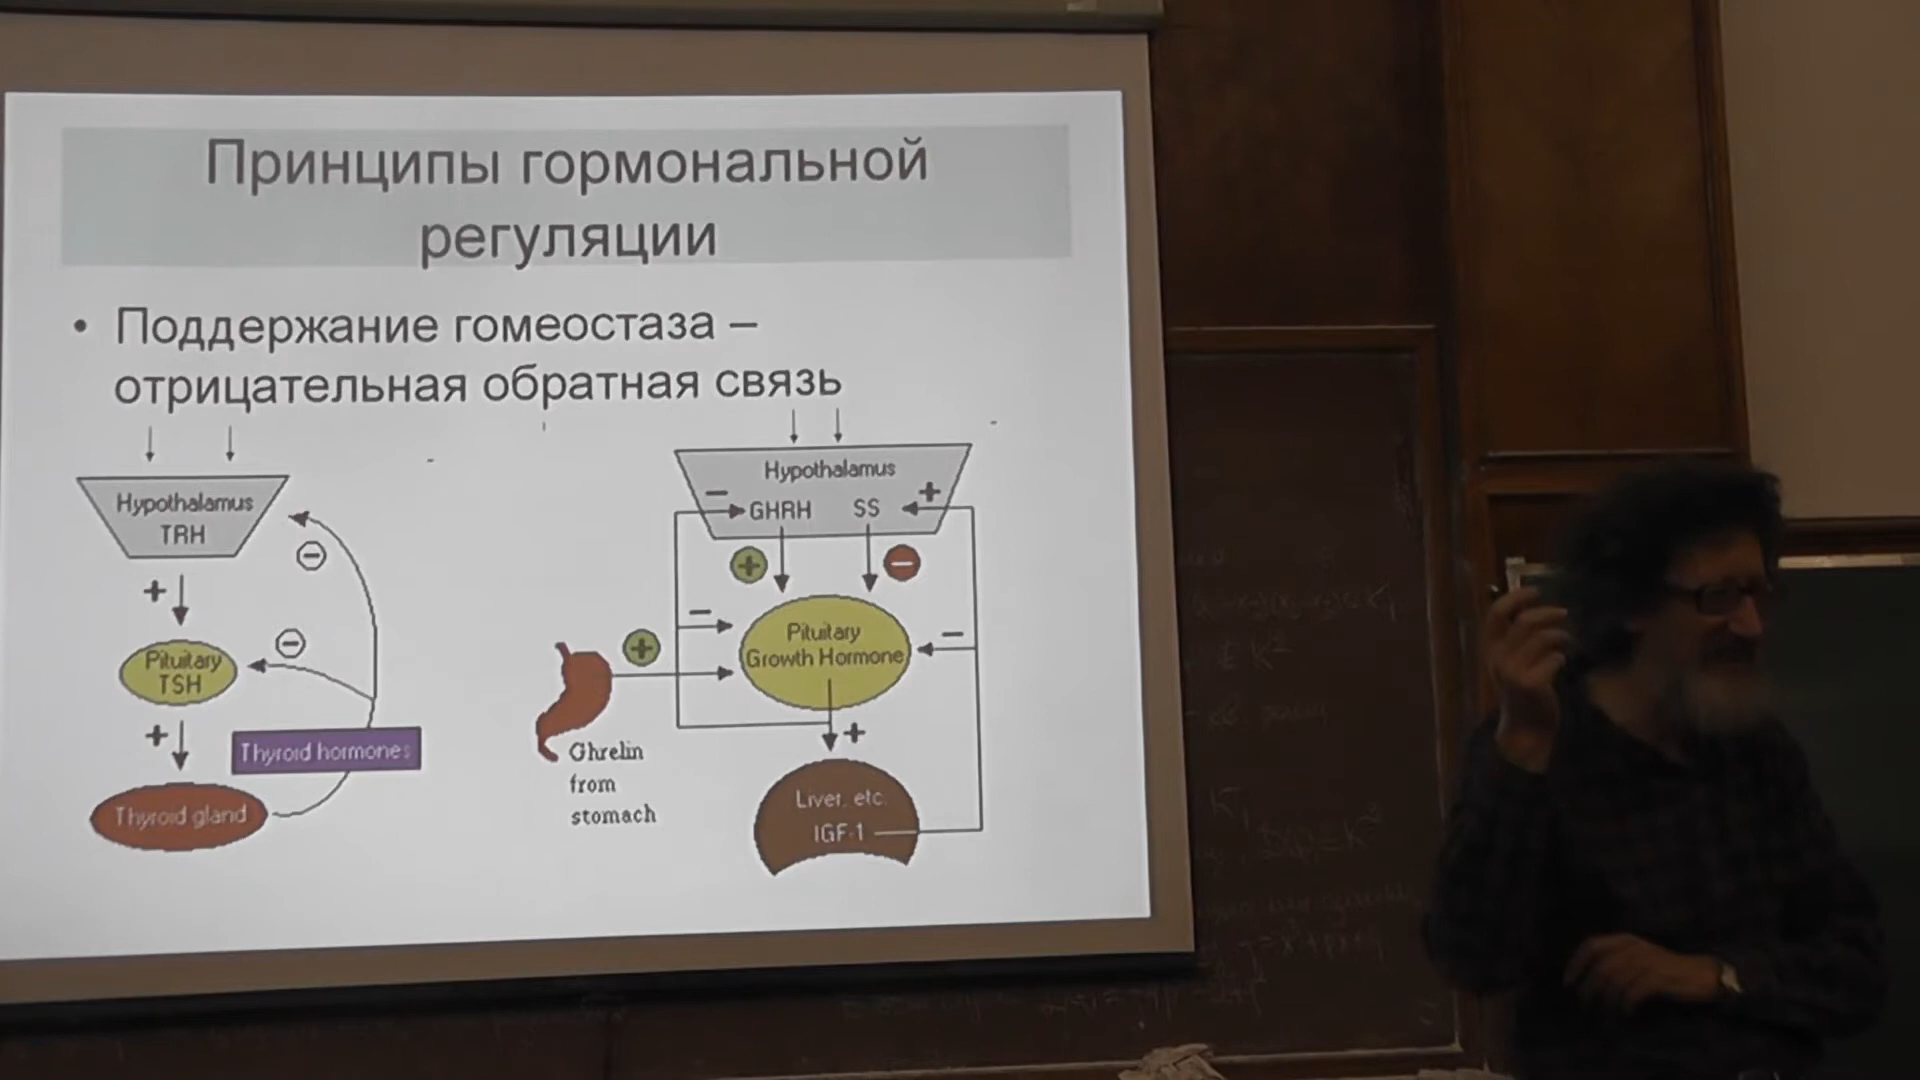 Принципы гормональной
регуляции
• Поддержание гомеостаза –
отрицательная обратная связь
Hypothalamus
TRH
+
Pituitary
TSH
+
Thyroid hormones
Thyroid gland
Hypothalamus
GHRH SS
Pituitary
Growth Hormone
+
Ghrelin
from
stomach
Liver, etc.
IGF-1